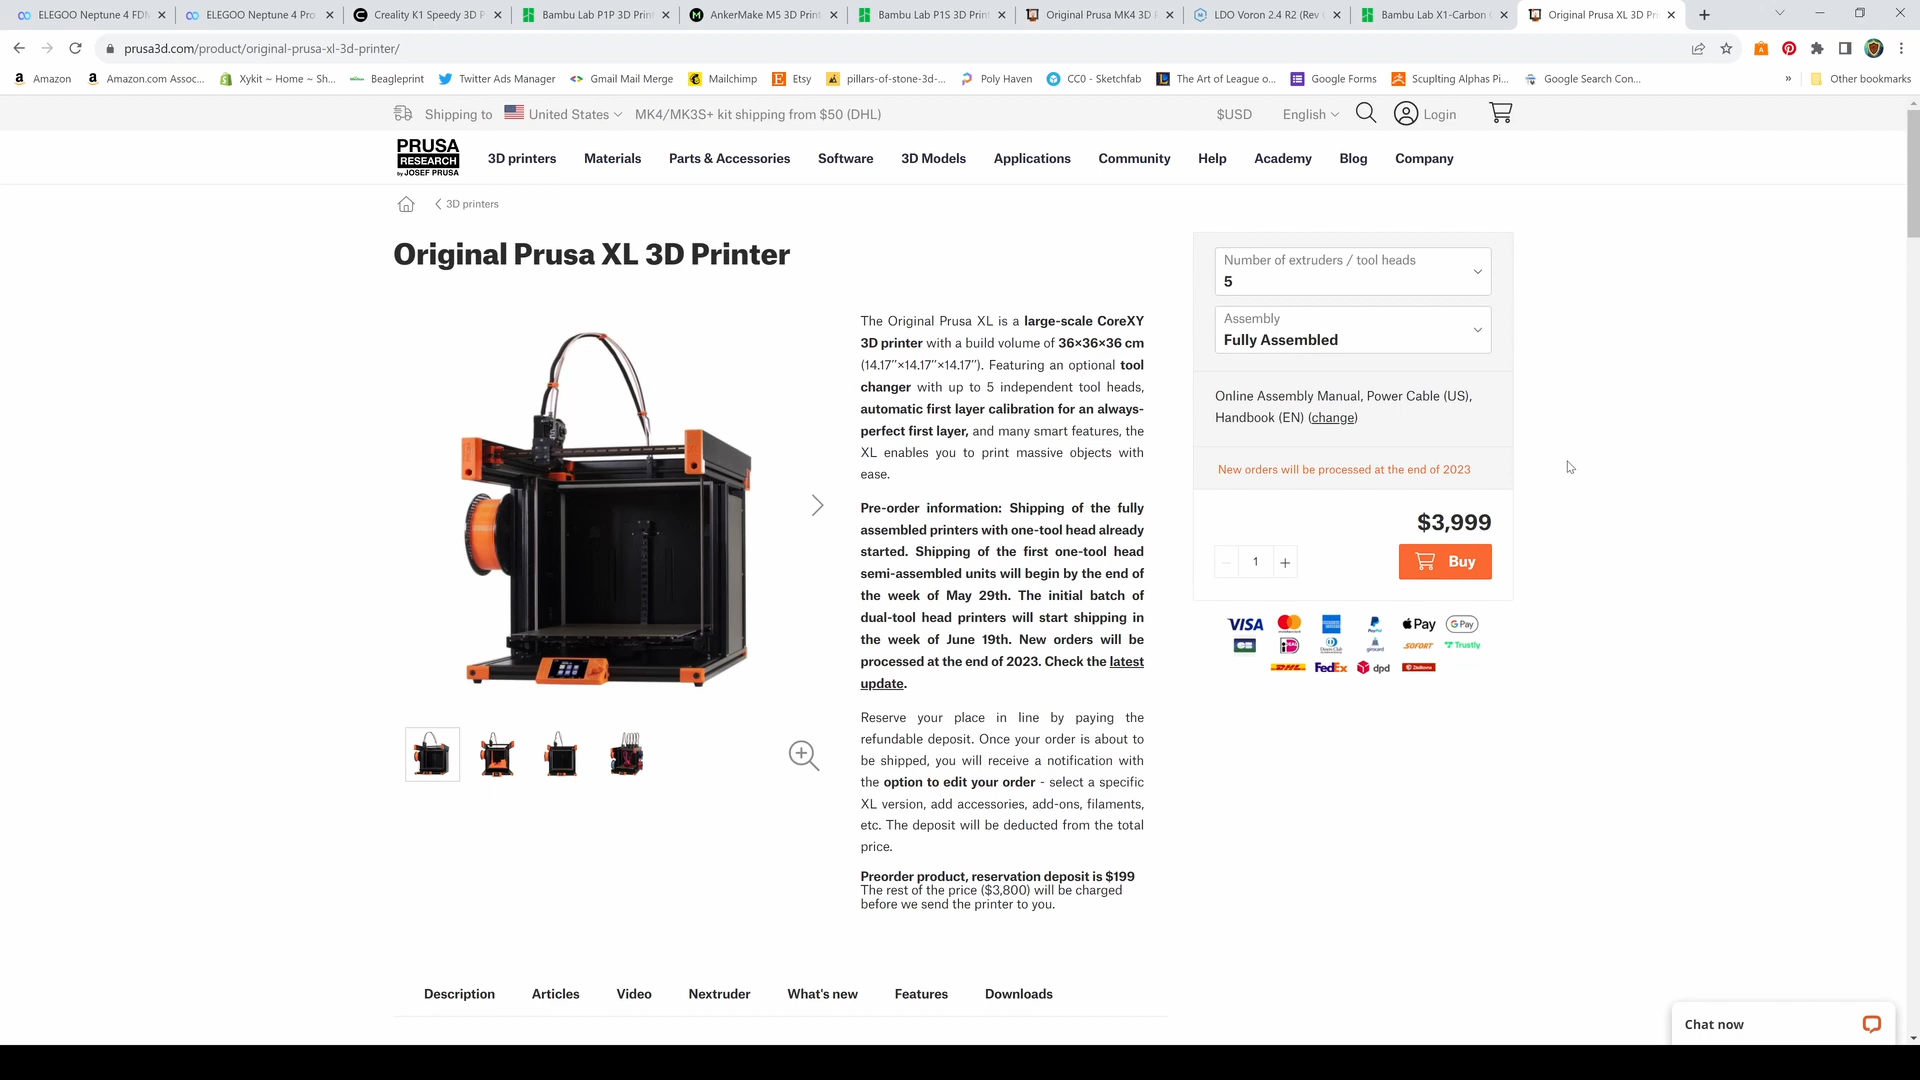 ELEGOO Neptune 4 FDM
ELEGOO Neptune 4 Pro
Creality K1 Speedy 3D P
Bambu Lab P1P 3D Print
AnkerMake M5 3D Print
Bambu Lab P1S 3D Print
Original Prusa MK4 3D P
LDO Voron 2.4 R2 (Rev
Bambu Lab X1-Carbon
Original Prusa XL 3D Pr
prusa3d.com/product/original-prusa-xl-3d-printer/
Amazon
Amazon.com Assoc...
Xykit ~ Home ~ Sh...
Beagleprint
Twitter Ads Manager
Gmail Mail Merge
Mailchimp
Etsy
pillars-of-stone-3d-...
Poly Haven
CC0 - Sketchfab
The Art of League o...
Google Forms
Scuplting Alphas Pi...
Google Search Con...
»
Other bookmarks
Shipping to
United States
MK4/MK3S+ kit shipping from $50 (DHL)
$USD
English
Login
PRUSA
RESEARCH
by JOSEF PRUSA
3D printers
Materials
Parts & Accessories
Software
3D Models
Applications
Community
Help
Academy
Blog
Company
3D printers
Original Prusa XL 3D Printer
The Original Prusa XL is a large-scale CoreXY
3D printer with a build volume of 36×36×36 cm
(14.17″×14.17″×14.17″). Featuring an optional tool
changer with up to 5 independent tool heads,
automatic first layer calibration for an always-
perfect first layer, and many smart features, the
XL enables you to print massive objects with
ease.
Pre-order information: Shipping of the fully
assembled printers with one-tool head already
started. Shipping of the first one-tool head
semi-assembled units will begin by the end of
the week of May 29th. The initial batch of
dual-tool head printers will start shipping in
the week of June 19th. New orders will be
processed at the end of 2023. Check the latest
update.
Reserve your place in line by paying the
refundable deposit. Once your order is about to
be shipped, you will receive a notification with
the option to edit your order - select a specific
XL version, add accessories, add-ons, filaments,
etc. The deposit will be deducted from the total
price.
Preorder product, reservation deposit is $199
The rest of the price ($3,800) will be charged
before we send the printer to you.
Number of extruders / tool heads
5
Assembly
Fully Assembled
Online Assembly Manual, Power Cable (US),
Handbook (EN) (change)
New orders will be processed at the end of 2023
$3,999
1
Buy
VISA
Pay
G Pay
SOFORT
Trustly
DHL
FedEx
dpd
Description
Articles
Video
Nextruder
What's new
Features
Downloads
Chat now